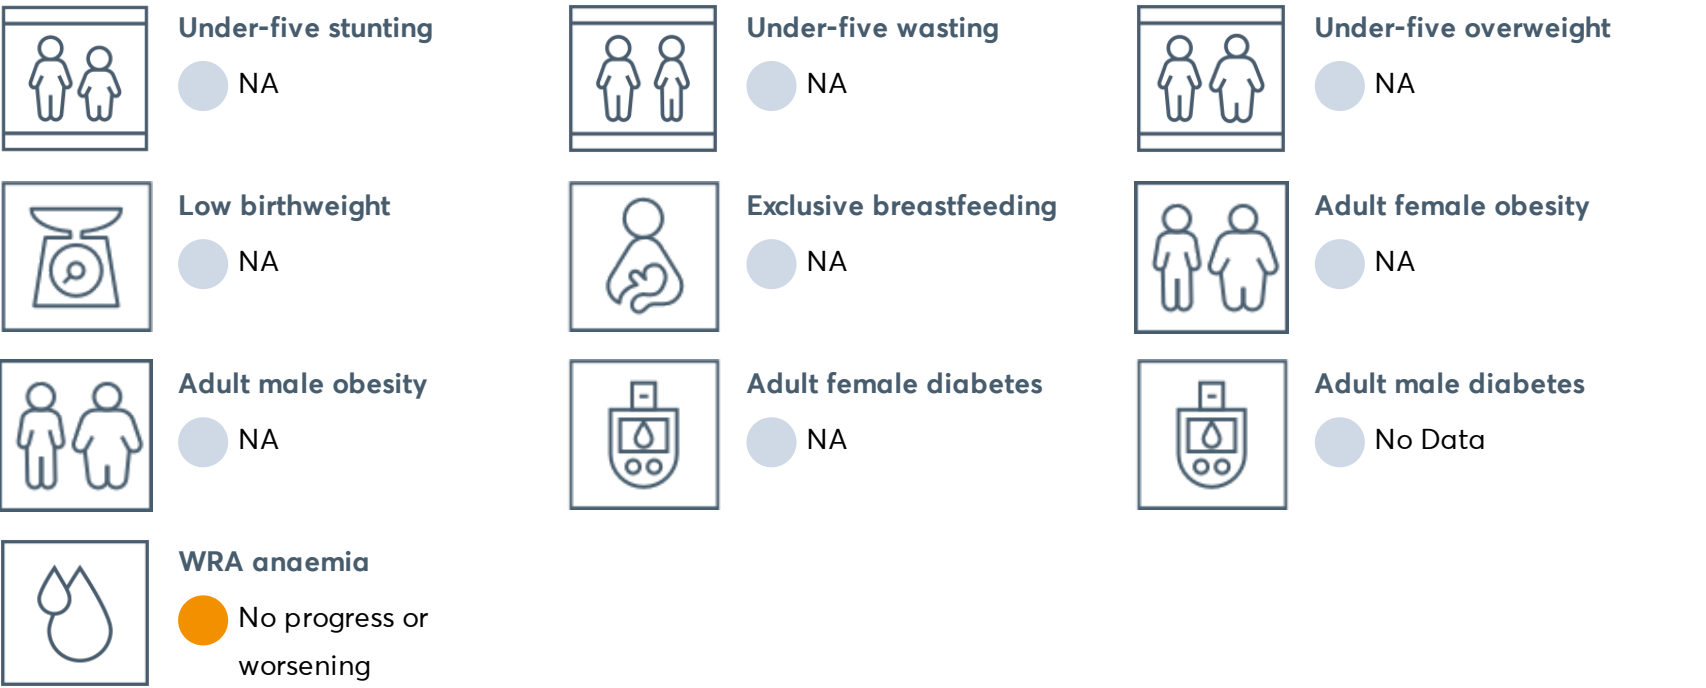 Under-five stunting
NA
Under-five wasting
NA
Under-five overweight
NA
Low birthweight
NA
Exclusive breastfeeding
NA
Adult female obesity
NA
Adult male obesity
NA
Adult female diabetes
NA
Adult male diabetes
No Data
WRA anaemia
No progress or
worsening